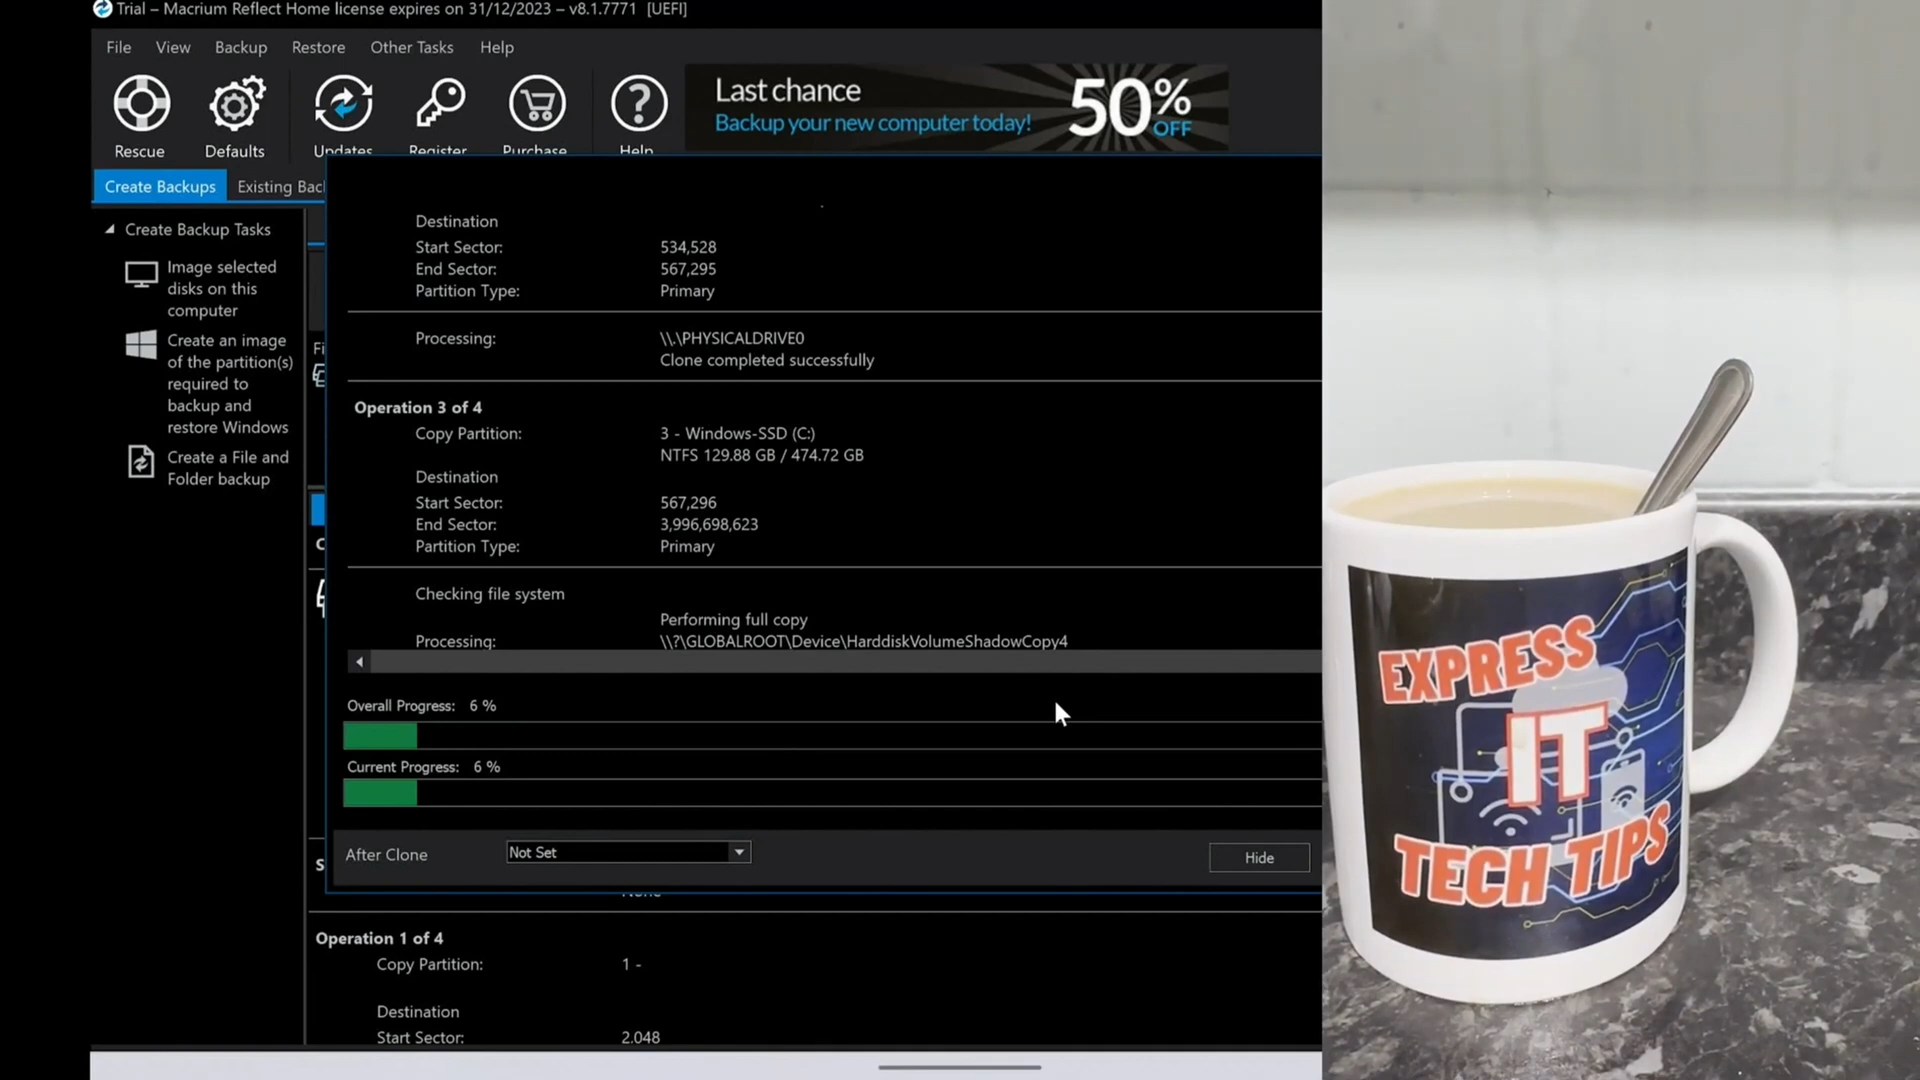 Trial – Macrium Reflect Home license expires on 31/12/2023 – v8.1.7771 [UEFI]
File View Backup Restore Other Tasks Help
Rescue Defaults Updates Register Purchase Help
Last chance
Backup your new computer today!
50% OFF
Create Backups Existing Bac
Create Backup Tasks
Image selected
disks on this
computer
Create an image
of the partition(s)
required to
backup and
restore Windows
Create a File and
Folder backup
Destination
Start Sector: 534,528
End Sector: 567,295
Partition Type: Primary
Processing: \\.\PHYSICALDRIVE0
Clone completed successfully
Operation 3 of 4
Copy Partition: 3 - Windows-SSD (C:)
NTFS 129.88 GB / 474.72 GB
Destination
Start Sector: 567,296
End Sector: 3,996,698,623
Partition Type: Primary
Checking file system
Performing full copy
Processing: \\?\GLOBALROOT\Device\HarddiskVolumeShadowCopy4
Overall Progress: 6 %
Current Progress: 6 %
After Clone Not Set Hide
None
Operation 1 of 4
Copy Partition: 1 -
Destination
Start Sector: 2,048
EXPRESS
IT
TECH TIPS